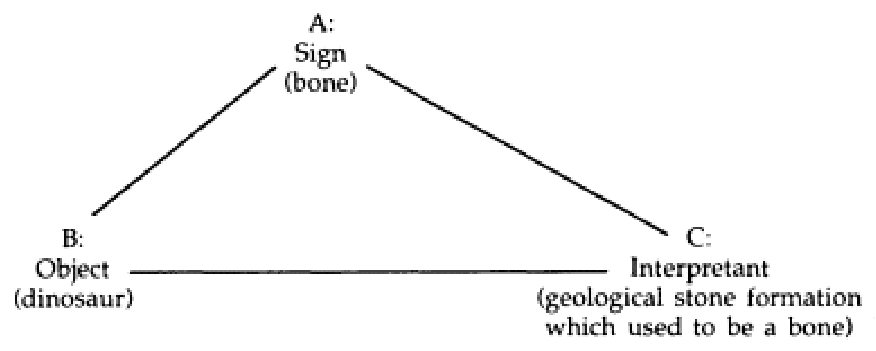 A:
Sign
(bone)
B:
Object
(dinosaur)
C:
Interpretant
(geological stone formation
which used to be a bone)